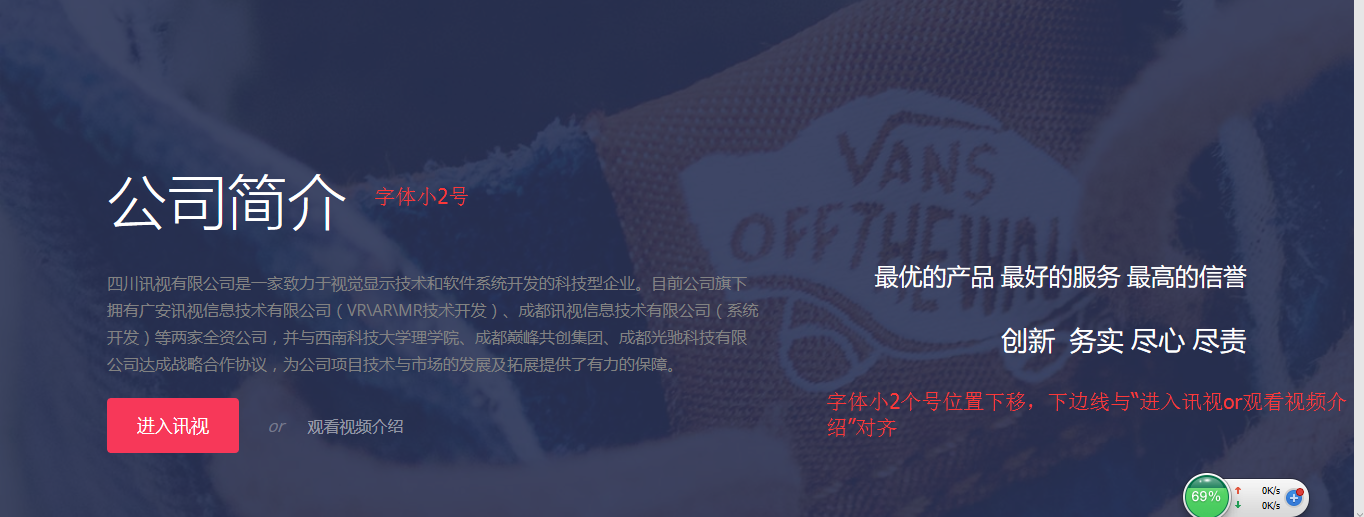 VANS
OFF THE WALL
公司简介
字体小2号
四川讯视有限公司是一家致力于视觉显示技术和软件系统开发的科技型企业。目前公司旗下
拥有广安讯视信息技术有限公司（VR\AR\MR技术开发）、成都讯视信息技术有限公司（系统
开发）等两家全资公司，并与西南科技大学理学院、成都巅峰共创集团、成都光驰科技有限
公司达成战略合作协议，为公司项目技术与市场的发展及拓展提供了有力的保障。
进入讯视 or 观看视频介绍
最优的产品 最好的服务 最高的信誉
创新 务实 尽心 尽责
字体小2个号位置下移，下边线与“进入讯视or观看视频介
绍”对齐
69%
0K/s
0K/s